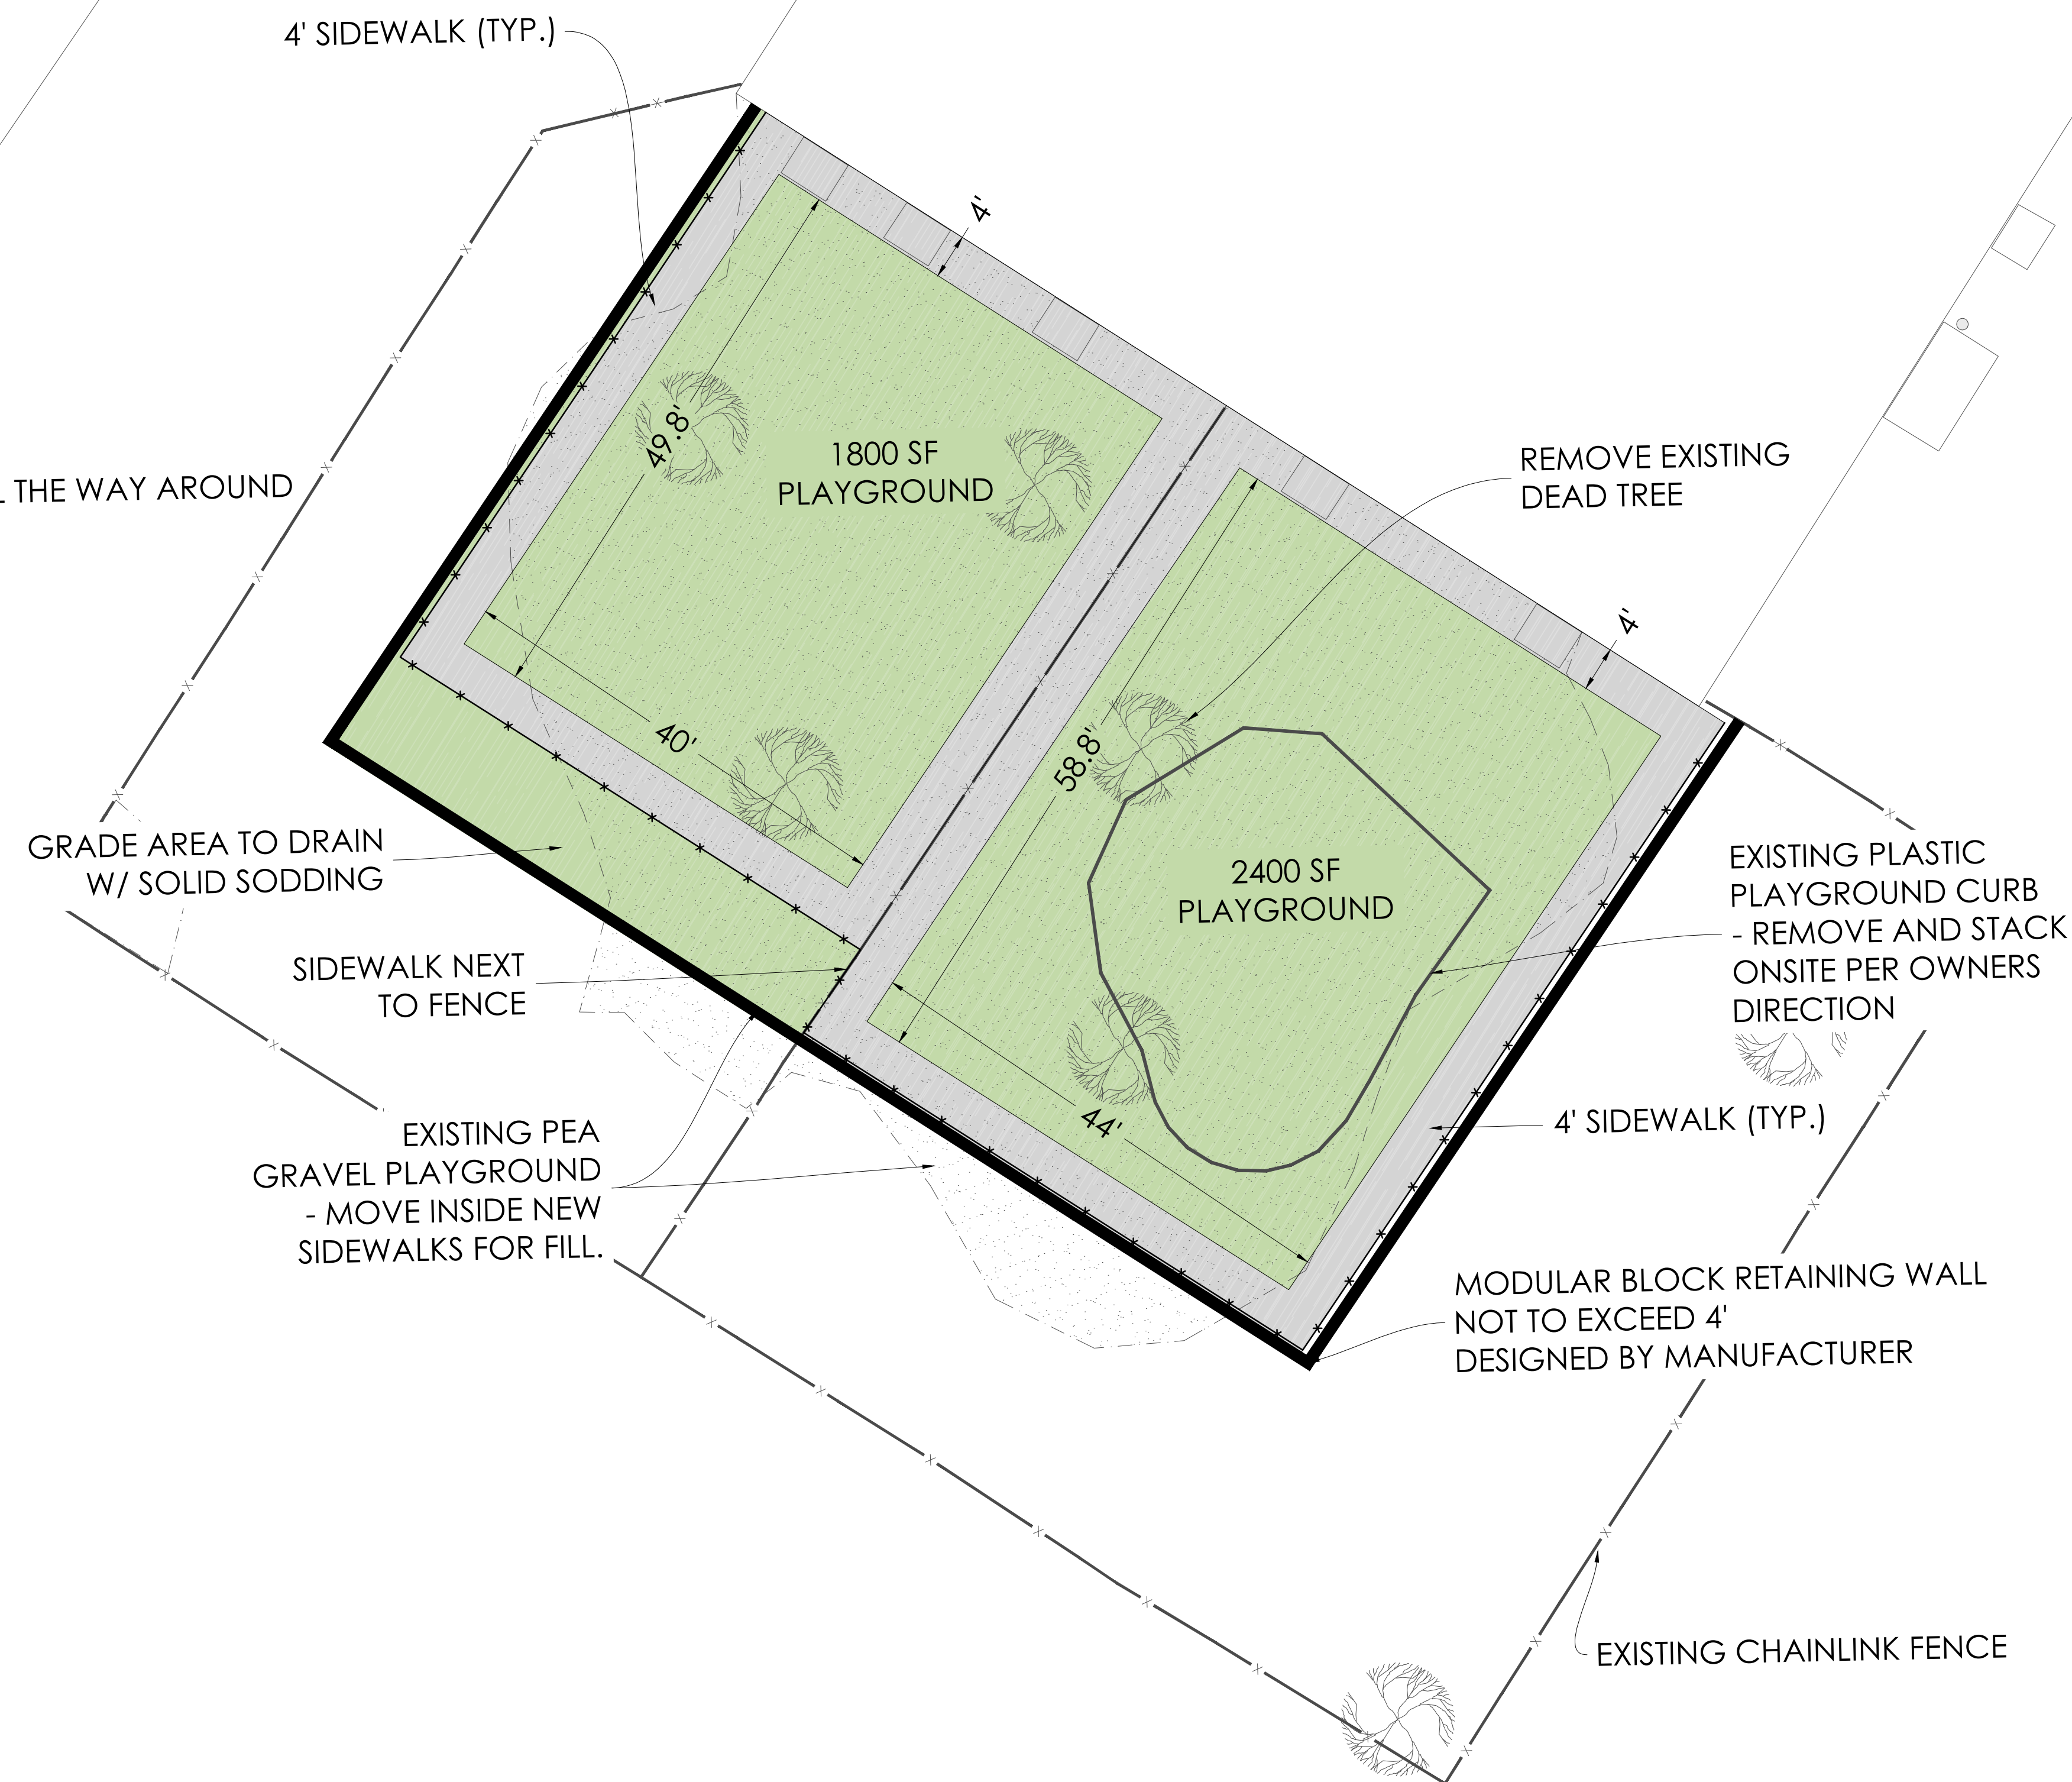 4' SIDEWALK (TYP.)
4'
THE WAY AROUND
49.8'
1800 SF
PLAYGROUND
REMOVE EXISTING
DEAD TREE
4'
40'
58.8'
GRADE AREA TO DRAIN
W/ SOLID SODDING
2400 SF
PLAYGROUND
EXISTING PLASTIC
PLAYGROUND CURB
- REMOVE AND STACK
ONSITE PER OWNERS
DIRECTION
SIDEWALK NEXT
TO FENCE
44'
4' SIDEWALK (TYP.)
EXISTING PEA
GRAVEL PLAYGROUND
- MOVE INSIDE NEW
SIDEWALKS FOR FILL.
MODULAR BLOCK RETAINING WALL
NOT TO EXCEED 4'
DESIGNED BY MANUFACTURER
EXISTING CHAINLINK FENCE